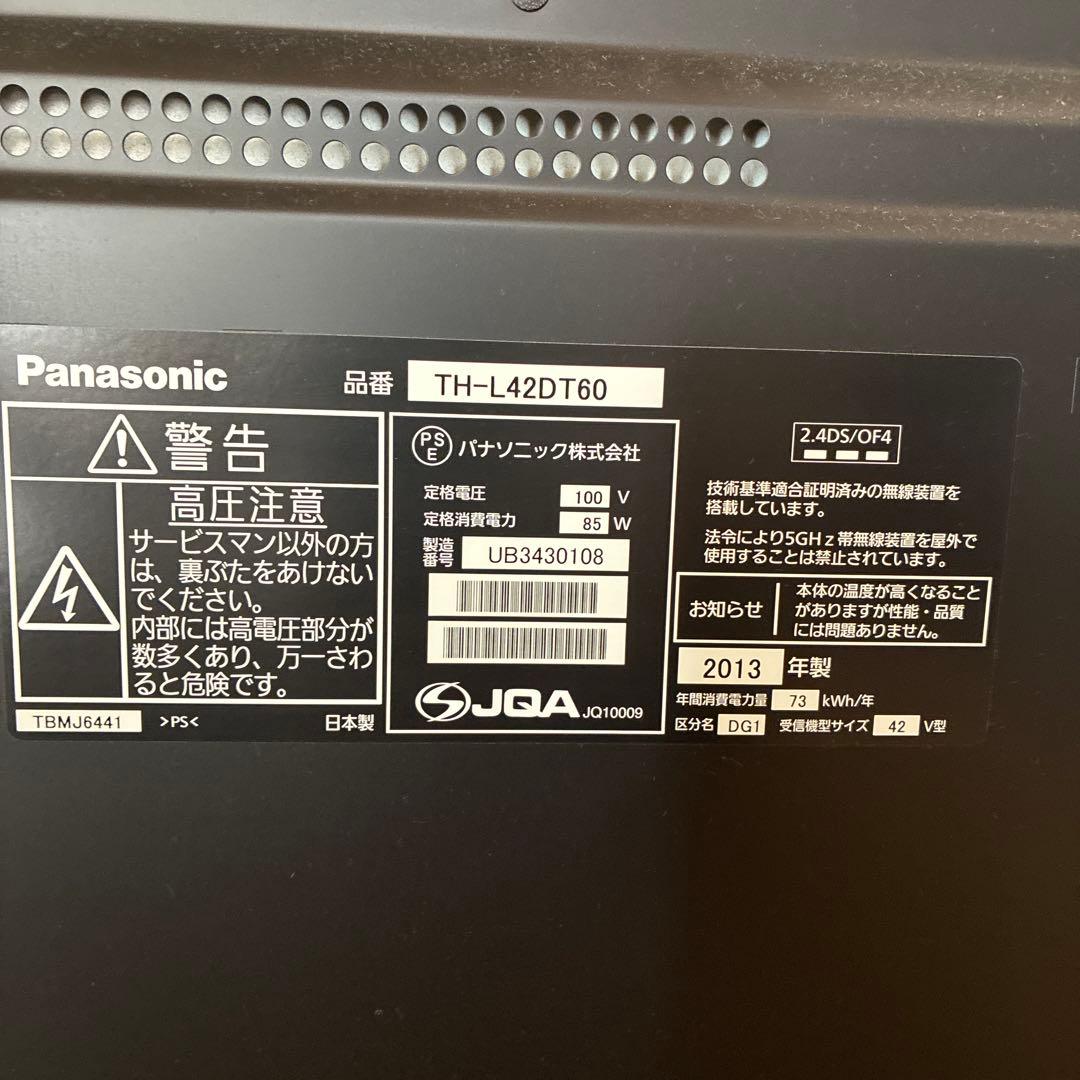 Panasonic
品番 TH-L42DT60
警告
高圧注意
サービスマン以外の方
は、裏ぶたをあけない
でください。
内部には高電圧部分が
数多くあり、万一さわ
ると危険です。
TBMJ6441 >PS< 日本製
PSE パナソニック株式会社
定格電圧 100 V
定格消費電力 85 W
製造
番号 UB3430108
JQA JQ10009
2.4DS/OF4
技術基準適合証明済みの無線装置を
搭載しています。
法令により5GHz帯無線装置を屋外で
使用することは禁止されています。
お知らせ
本体の温度が高くなること
がありますが性能・品質
には問題ありません。
2013 年製
年間消費電力量 73 kWh/年
区分名 DG1 受信機型サイズ 42 V型